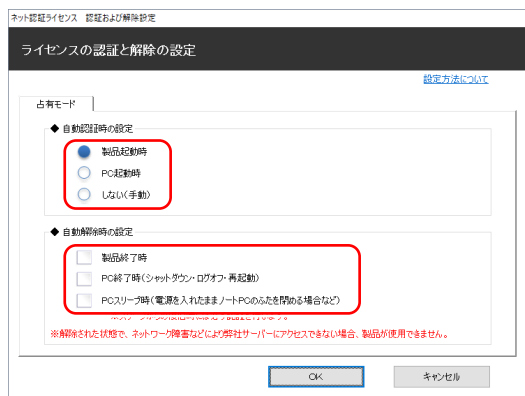 ネット認証ライセンス 認証および解除設定
ライセンスの認証と解除の設定
設定方法について
占有モード
◆ 自動認証時の設定
製品起動時
PC起動時
しない(手動)
◆ 自動解除時の設定
製品終了時
PC終了時(シャットダウン・ログオフ・再起動)
PCスリープ時(電源を入れたままノートPCのふたを閉める場合など)
※解除された状態で、ネットワーク障害などにより弊社サーバーにアクセスできない場合、製品が使用できません。
OK
キャンセル